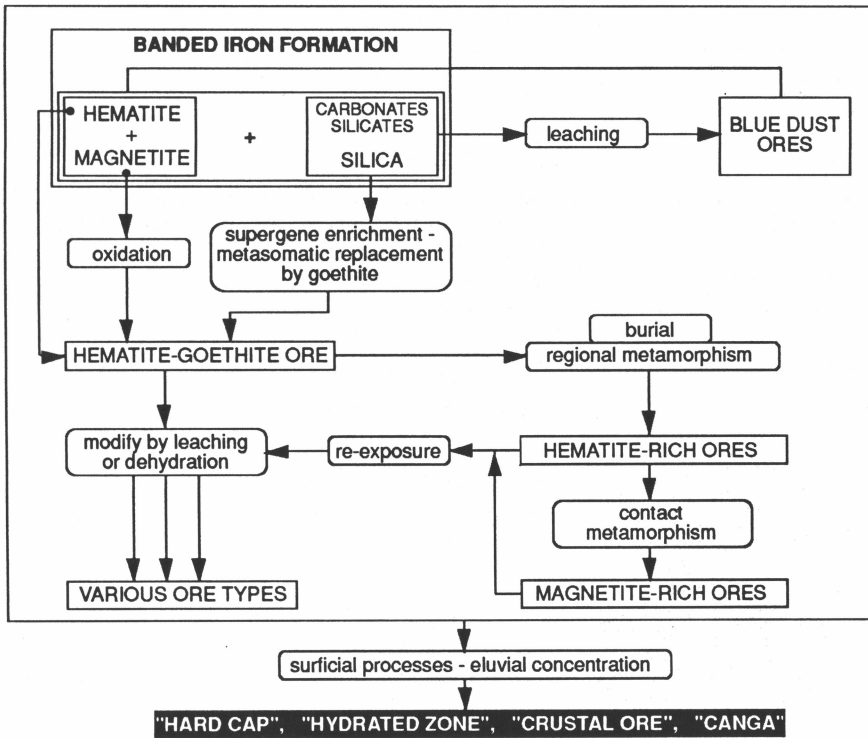 BANDED IRON FORMATION
HEMATITE
+
MAGNETITE
+
CARBONATES
SILICATES
SILICA
leaching
BLUE DUST
ORES
oxidation
supergene enrichment -
metasomatic replacement
by goethite
HEMATITE-GOETHITE ORE
burial
regional metamorphism
modify by leaching
or dehydration
re-exposure
HEMATITE-RICH ORES
contact
metamorphism
VARIOUS ORE TYPES
MAGNETITE-RICH ORES
surficial processes - eluvial concentration
"HARD CAP", "HYDRATED ZONE", "CRUSTAL ORE", "CANGA"